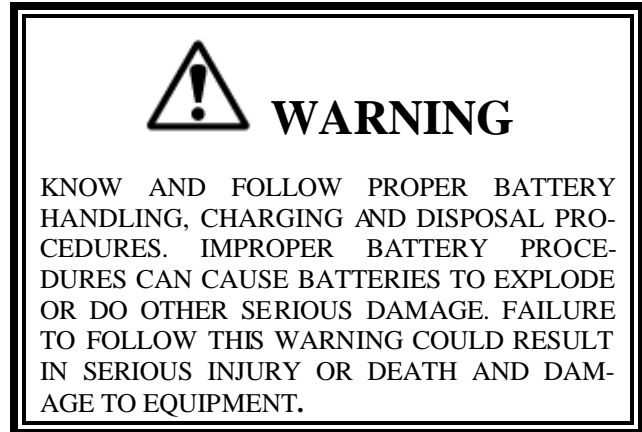 WARNING
KNOW AND FOLLOW PROPER BATTERY
HANDLING, CHARGING AND DISPOSAL PRO-
CEDURES. IMPROPER BATTERY PROCE-
DURES CAN CAUSE BATTERIES TO EXPLODE
OR DO OTHER SERIOUS DAMAGE. FAILURE
TO FOLLOW THIS WARNING COULD RESULT
IN SERIOUS INJURY OR DEATH AND DAM-
AGE TO EQUIPMENT.